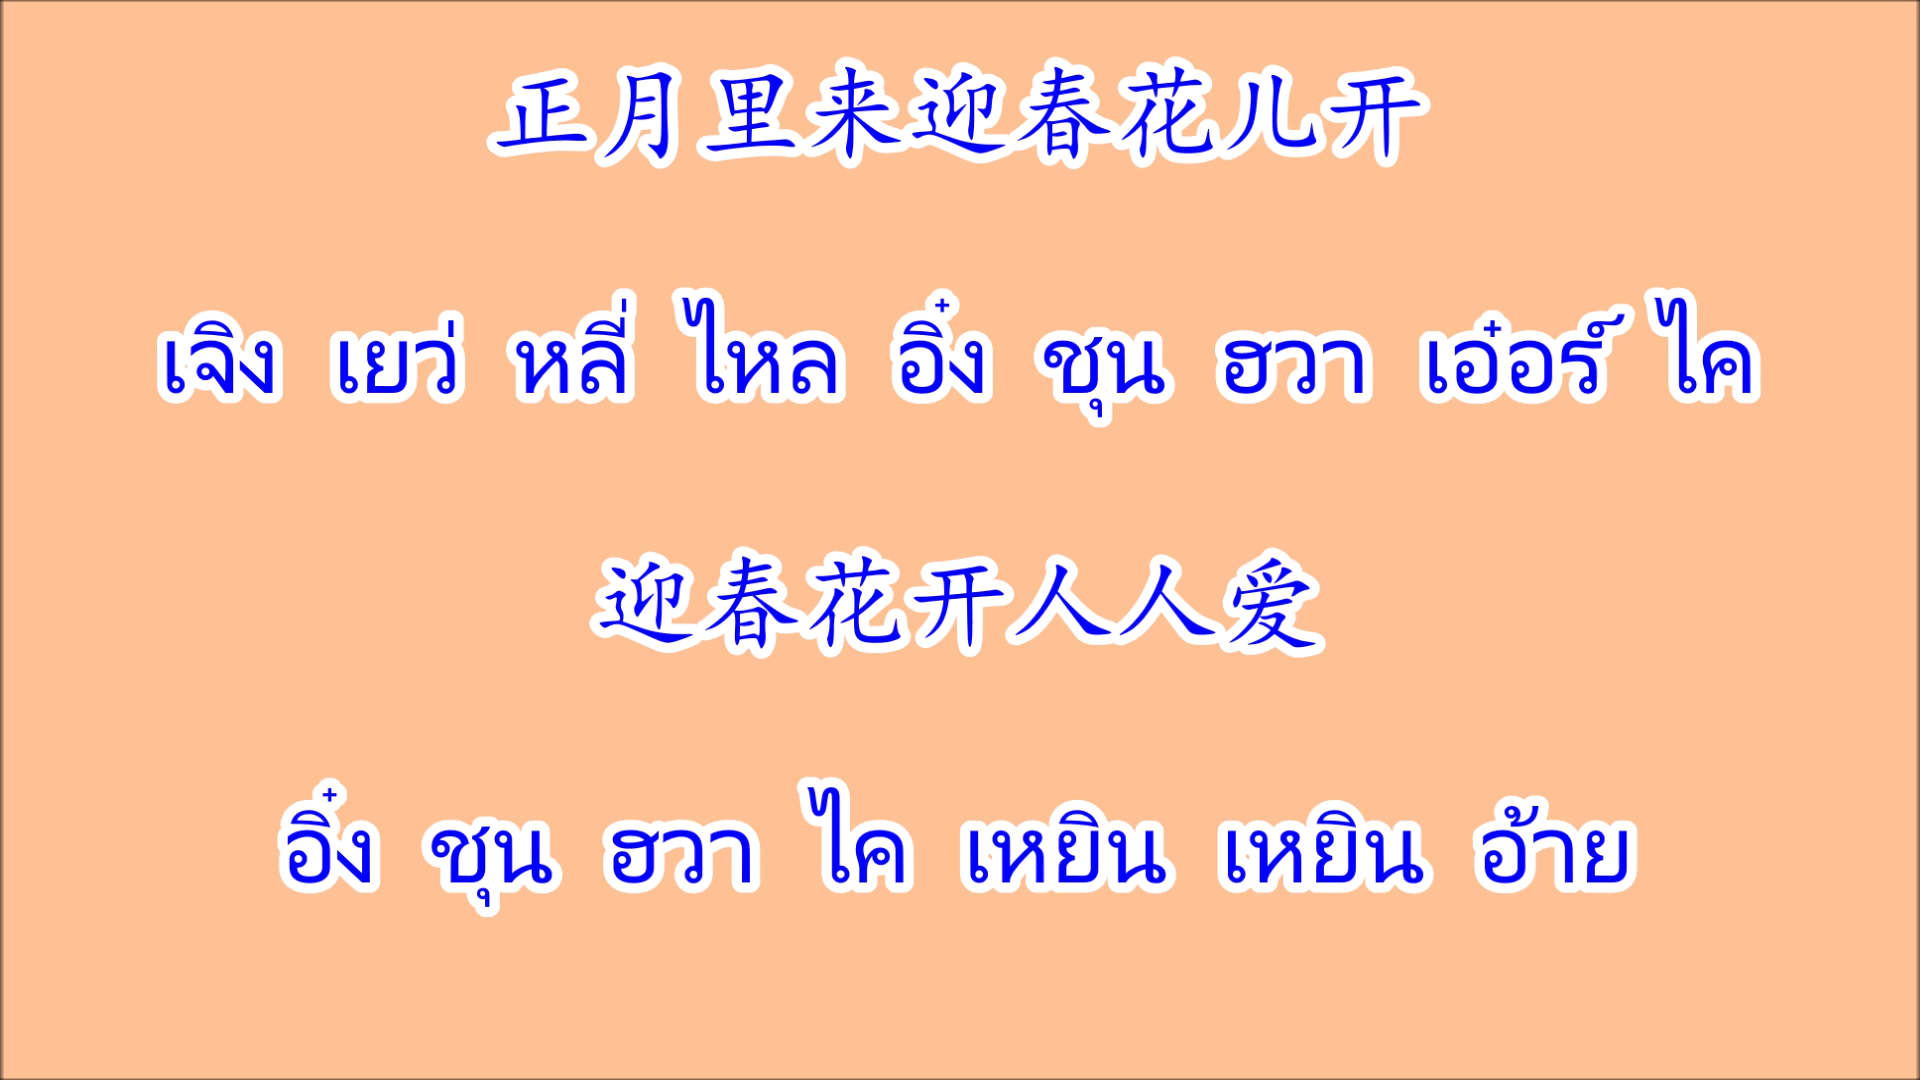 正月里来迎春花儿开
เจิง เยว่ หลี่ ไหล อิ๋ง ชุน ฮวา เอ๋อร์ ไค
迎春花开人人爱
อิ๋ง ชุน ฮวา ไค เหยิน เหยิน อ้าย